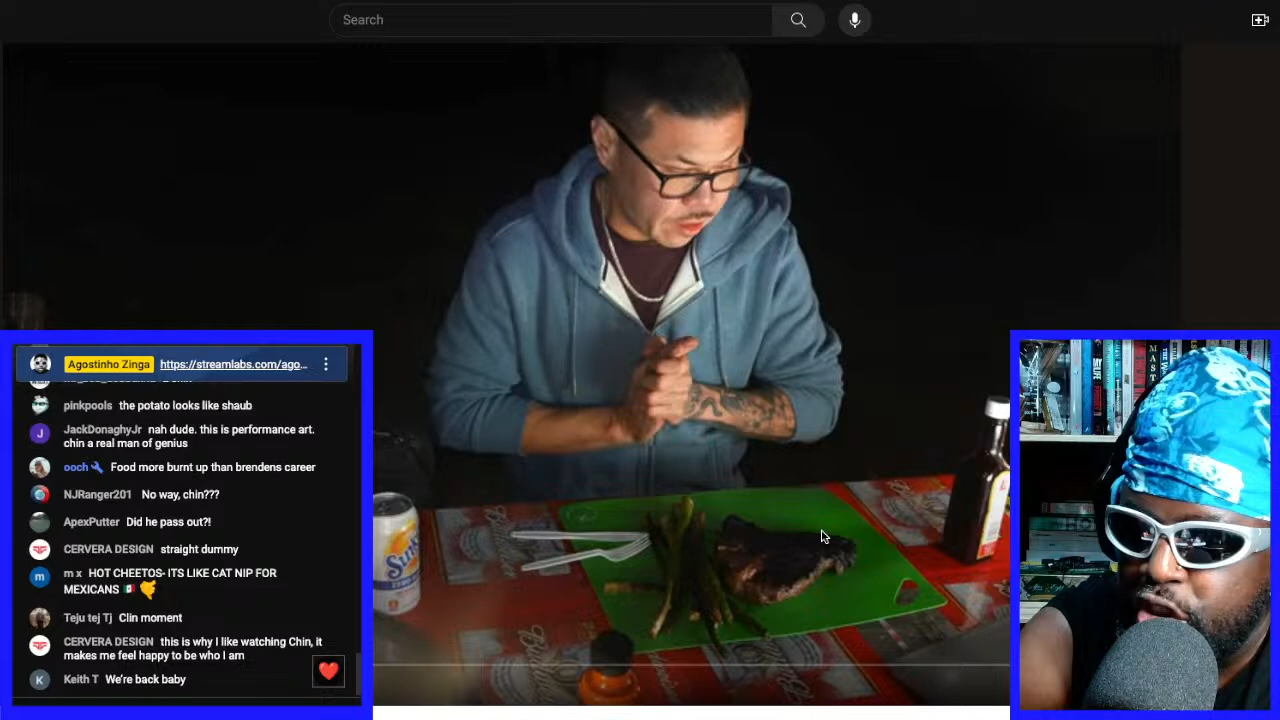 Search
Agostinho Zinga https://streamlabs.com/ago...
pinkpools the potato looks like shaub
JackDonaghyJr nah dude. this is performance art.
chin a real man of genius
ooch Food more burnt up than brendens career
NJRanger201 No way, chin???
ApexPutter Did he pass out?!
CERVERA DESIGN straight dummy
m x HOT CHEETOS- ITS LIKE CAT NIP FOR
MEXICANS
Teju tej Tj Clin moment
CERVERA DESIGN this is why I like watching Chin, it
makes me feel happy to be who I am
Keith T We're back baby